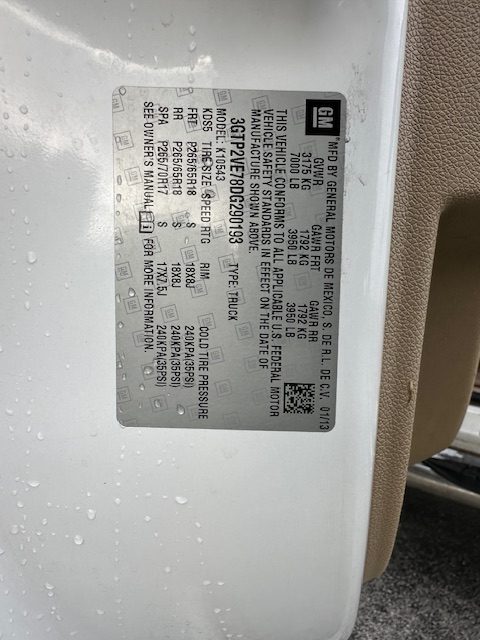 GM
*MFD BY GENERAL MOTORS DE MEXICO, S. DE R.L. DE C.V. 01/13
GVWR GAWR FRT GAWR RR
3175 KG 1792 KG 1792 KG
7000 LB 3950 LB 3950 LB
THIS VEHICLE CONFORMS TO ALL APPLICABLE U.S. FEDERAL MOTOR
VEHICLE SAFETY STANDARDS IN EFFECT ON THE DATE OF
MANUFACTURE SHOWN ABOVE.
3GTP2VE78DG290193 TYPE: TRUCK
MODEL: K10543
KDS5 TIRE SIZE SPEED RTG RIM COLD TIRE PRESSURE
FRT P265/65R18 S 18X8J 240KPA(35PSI)
RR P265/65R18 S 18X8J 240KPA(35PSI)
SPA P265/70R17 S 17X7.5J 240KPA(35PSI)
SEE OWNER'S MANUAL FOR MORE INFORMATION.